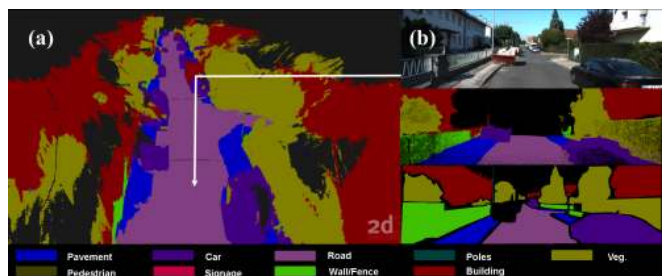 (a)
(b)
2d
Pavement Car Road Poles Veg.
Pedestrian Signage Wall/Fence Building